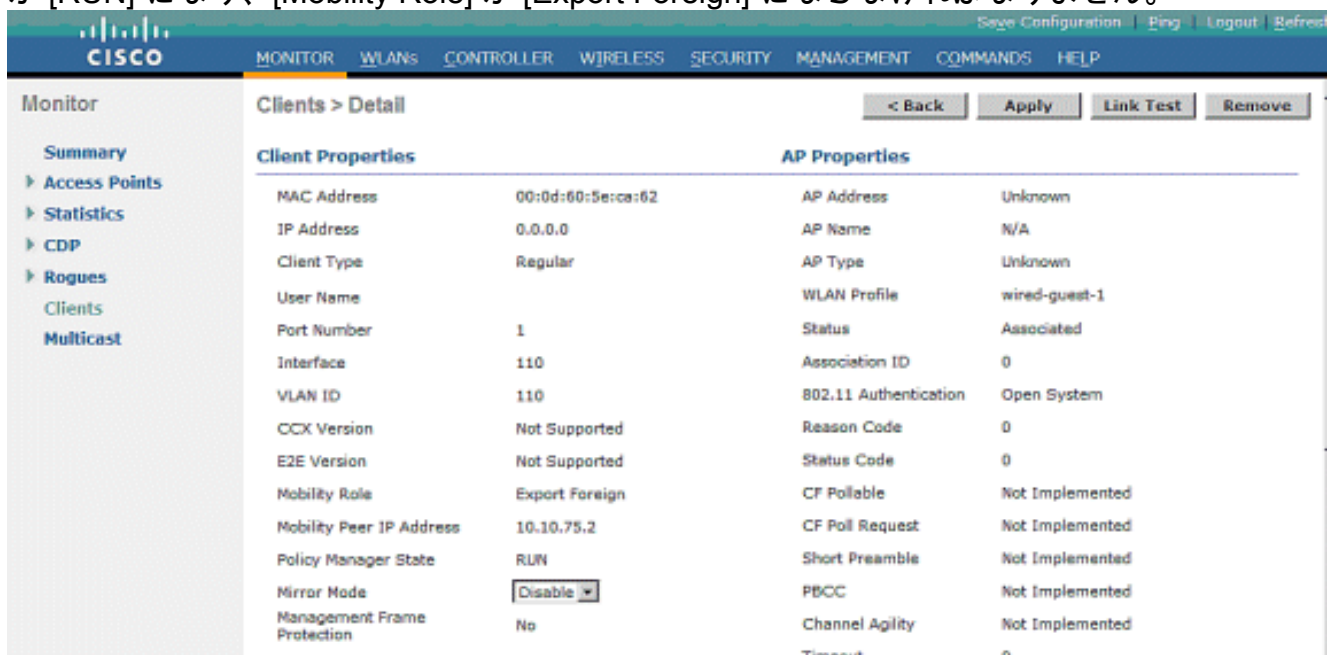 Save Configuration | Ping | Logout | Refresh
CISCO
MONITOR WLANs CONTROLLER WIRELESS SECURITY MANAGEMENT COMMANDS HELP
Monitor
Summary
Access Points
Statistics
CDP
Rogues
Clients
Multicast
Clients > Detail
< Back Apply Link Test Remove
Client Properties
MAC Address 00:0d:60:5e:ca:62
IP Address 0.0.0.0
Client Type Regular
User Name
Port Number 1
Interface 110
VLAN ID 110
CCX Version Not Supported
E2E Version Not Supported
Mobility Role Export Foreign
Mobility Peer IP Address 10.10.75.2
Policy Manager State RUN
Mirror Mode Disable
Management Frame
Protection No
AP Properties
AP Address Unknown
AP Name N/A
AP Type Unknown
WLAN Profile wired-guest-1
Status Associated
Association ID 0
802.11 Authentication Open System
Reason Code 0
Status Code 0
CF Pollable Not Implemented
CF Poll Request Not Implemented
Short Preamble Not Implemented
PBCC Not Implemented
Channel Agility Not Implemented